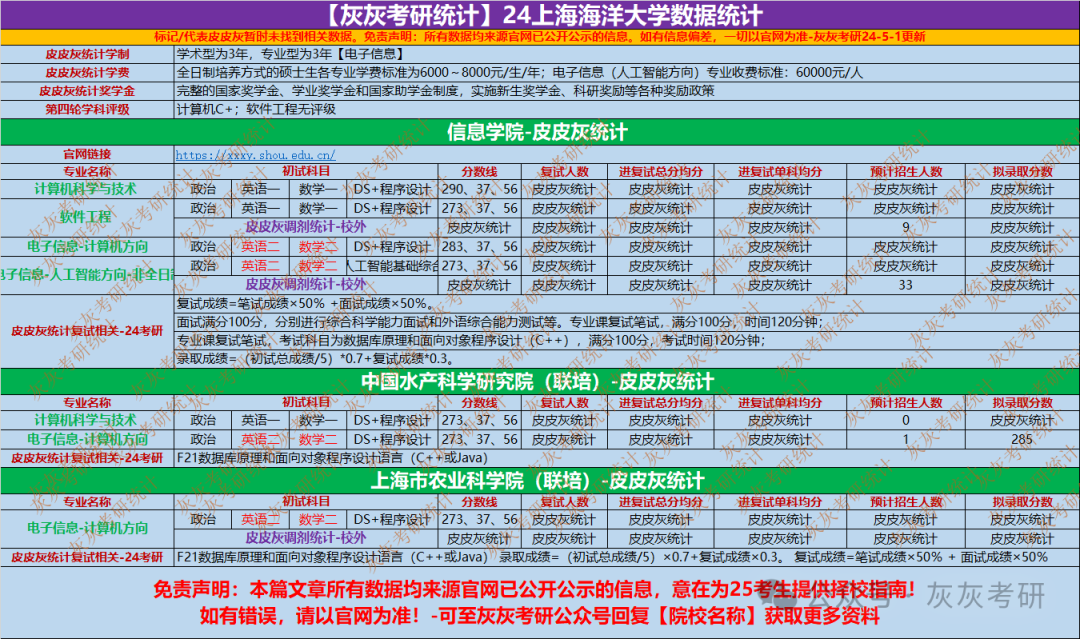 【灰灰考研统计】24上海海洋大学数据统计
标记/代表皮皮灰暂时未找到相关数据。免责声明：所有数据均来源官网已公开公示的信息。如有信息偏差，一切以官网为准-灰灰考研24-5-1更新
皮皮灰统计学制 学术型为3年，专业型为3年【电子信息】
皮皮灰统计学费 全日制培养方式的硕士生各专业学费标准为6000～8000元/生/年；电子信息（人工智能方向）专业收费标准：60000元/人
皮皮灰统计奖学金 完整的国家奖学金、学业奖学金和国家助学金制度，实施新生奖学金、科研奖励等各种奖励政策
第四轮学科评级 计算机C+；软件工程无评级
信息学院-皮皮灰统计
官网链接 https://xxxy.shou.edu.cn/
专业名称 初试科目 分数线 复试人数 进复试总分均分 进复试单科均分 预计招生人数 拟录取分数
计算机科学与技术 政治 英语一 数学一 DS+程序设计 290、37、56 皮皮灰统计 皮皮灰统计 皮皮灰统计 皮皮灰统计 皮皮灰统计
软件工程 政治 英语一 数学一 DS+程序设计 273、37、56 皮皮灰统计 皮皮灰统计 皮皮灰统计 皮皮灰统计 皮皮灰统计
皮皮灰调剂统计-校外 皮皮灰统计 皮皮灰统计 皮皮灰统计 皮皮灰统计 9 皮皮灰统计
电子信息-计算机方向 政治 英语二 数学二 DS+程序设计 283、37、56 皮皮灰统计 皮皮灰统计 皮皮灰统计 皮皮灰统计 皮皮灰统计
电子信息-人工智能方向-非全日制 政治 英语二 数学二 人工智能基础综合 273、37、56 皮皮灰统计 皮皮灰统计 皮皮灰统计 皮皮灰统计 皮皮灰统计
皮皮灰调剂统计-校外 皮皮灰统计 皮皮灰统计 皮皮灰统计 皮皮灰统计 33 皮皮灰统计
皮皮灰统计复试相关-24考研
复试成绩=笔试成绩×50% +面试成绩×50%。
面试满分100分，分别进行综合科学能力面试和外语综合能力测试等。专业课复试笔试，满分100分，时间120分钟；
专业课复试笔试，考试科目为数据库原理和面向对象程序设计（C++），满分100分，考试时间120分钟；
录取成绩=（初试总成绩/5）*0.7+复试成绩*0.3。
中国水产科学研究院（联培）-皮皮灰统计
专业名称 初试科目 分数线 复试人数 进复试总分均分 进复试单科均分 预计招生人数 拟录取分数
计算机科学与技术 政治 英语一 数学一 DS+程序设计 273、37、56 皮皮灰统计 皮皮灰统计 皮皮灰统计 0 皮皮灰统计
电子信息-计算机方向 政治 英语二 数学二 DS+程序设计 273、37、56 皮皮灰统计 皮皮灰统计 皮皮灰统计 1 285
皮皮灰统计复试相关-24考研 F21数据库原理和面向对象程序设计语言（C++或Java）
上海市农业科学院（联培）-皮皮灰统计
专业名称 初试科目 分数线 复试人数 进复试总分均分 进复试单科均分 预计招生人数 拟录取分数
电子信息-计算机方向 政治 英语二 数学二 DS+程序设计 273、37、56 皮皮灰统计 皮皮灰统计 皮皮灰统计 皮皮灰统计 皮皮灰统计
皮皮灰调剂统计-校外 皮皮灰统计 皮皮灰统计 皮皮灰统计 皮皮灰统计 皮皮灰统计 皮皮灰统计
皮皮灰统计复试相关-24考研 F21数据库原理和面向对象程序设计语言（C++或Java） 录取成绩=（初试总成绩/5）×0.7+复试成绩×0.3。 复试成绩=笔试成绩×50% + 面试成绩×50%
免责声明：本篇文章所有数据均来源官网已公开公示的信息，意在为25考生提供择校指南！
如有错误，请以官网为准！-可至灰灰考研公众号回复【院校名称】获取更多资料
公众号 灰灰考研